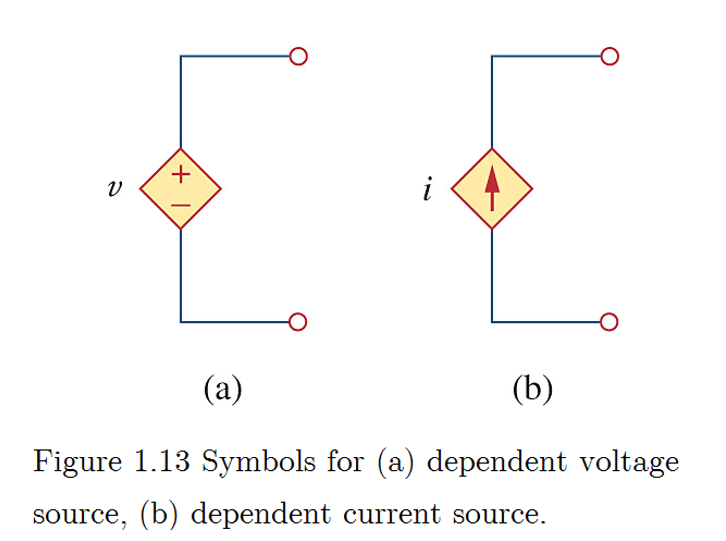 v
+
−
i
(a)
(b)
Figure 1.13 Symbols for (a) dependent voltage
source, (b) dependent current source.